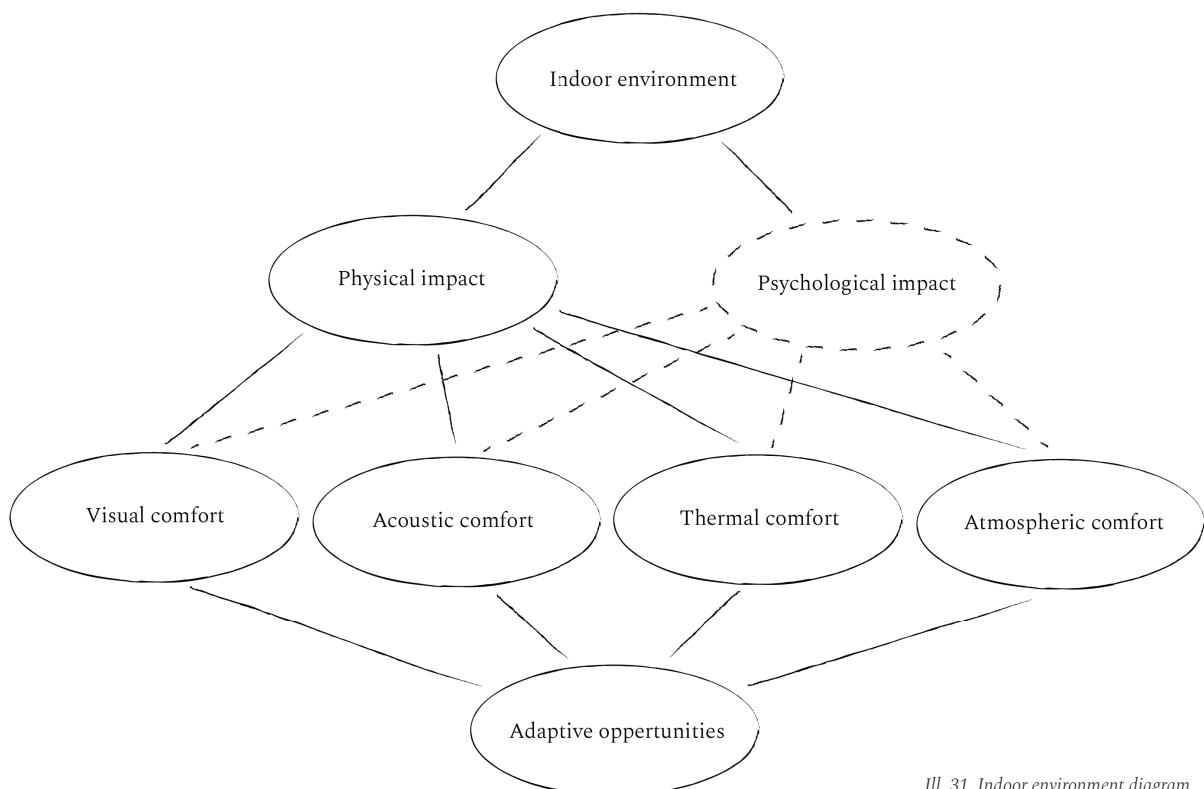 Indoor environment
Physical impact
Psychological impact
Visual comfort
Acoustic comfort
Thermal comfort
Atmospheric comfort
Adaptive oppertunities
Ill. 31. Indoor environment diagram